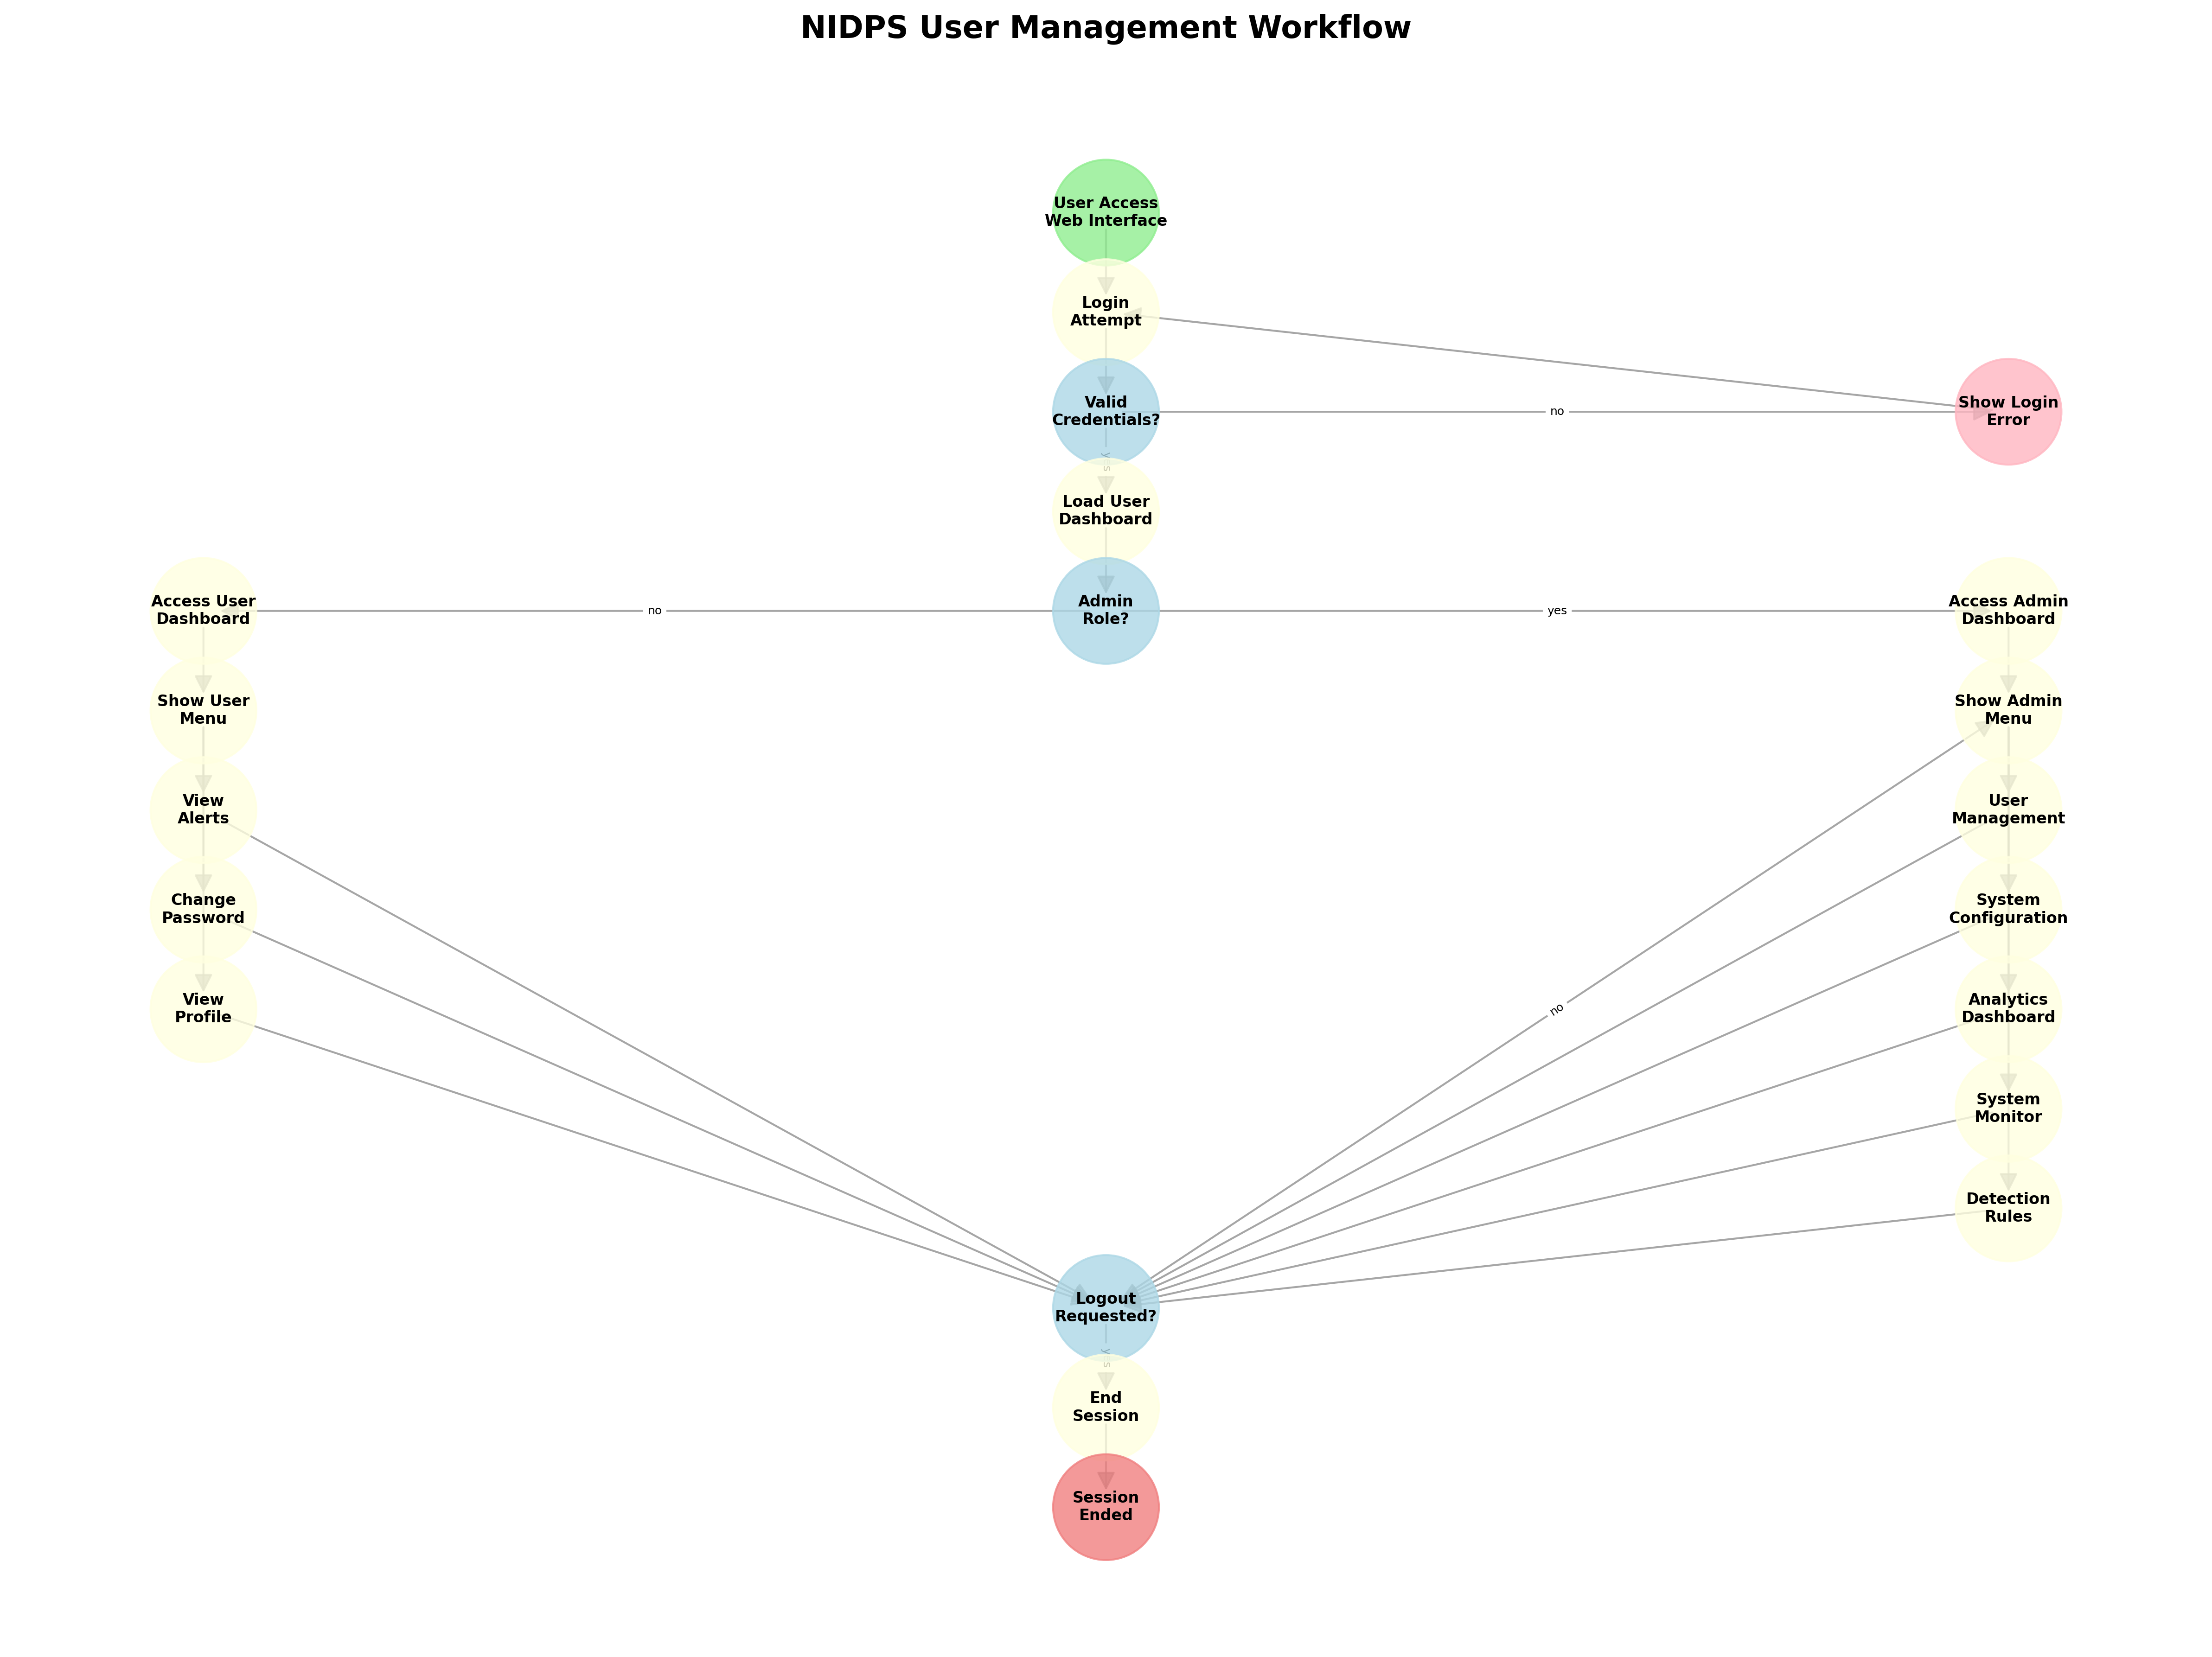 NIDPS User Management Workflow
User Access
Web Interface
Login
Attempt
Valid
Credentials?
no
Show Login
Error
yes
Load User
Dashboard
Access User
Dashboard
no
Admin
Role?
yes
Access Admin
Dashboard
Show User
Menu
Show Admin
Menu
View
Alerts
User
Management
Change
Password
System
Configuration
View
Profile
no
Analytics
Dashboard
System
Monitor
Detection
Rules
Logout
Requested?
yes
End
Session
Session
Ended